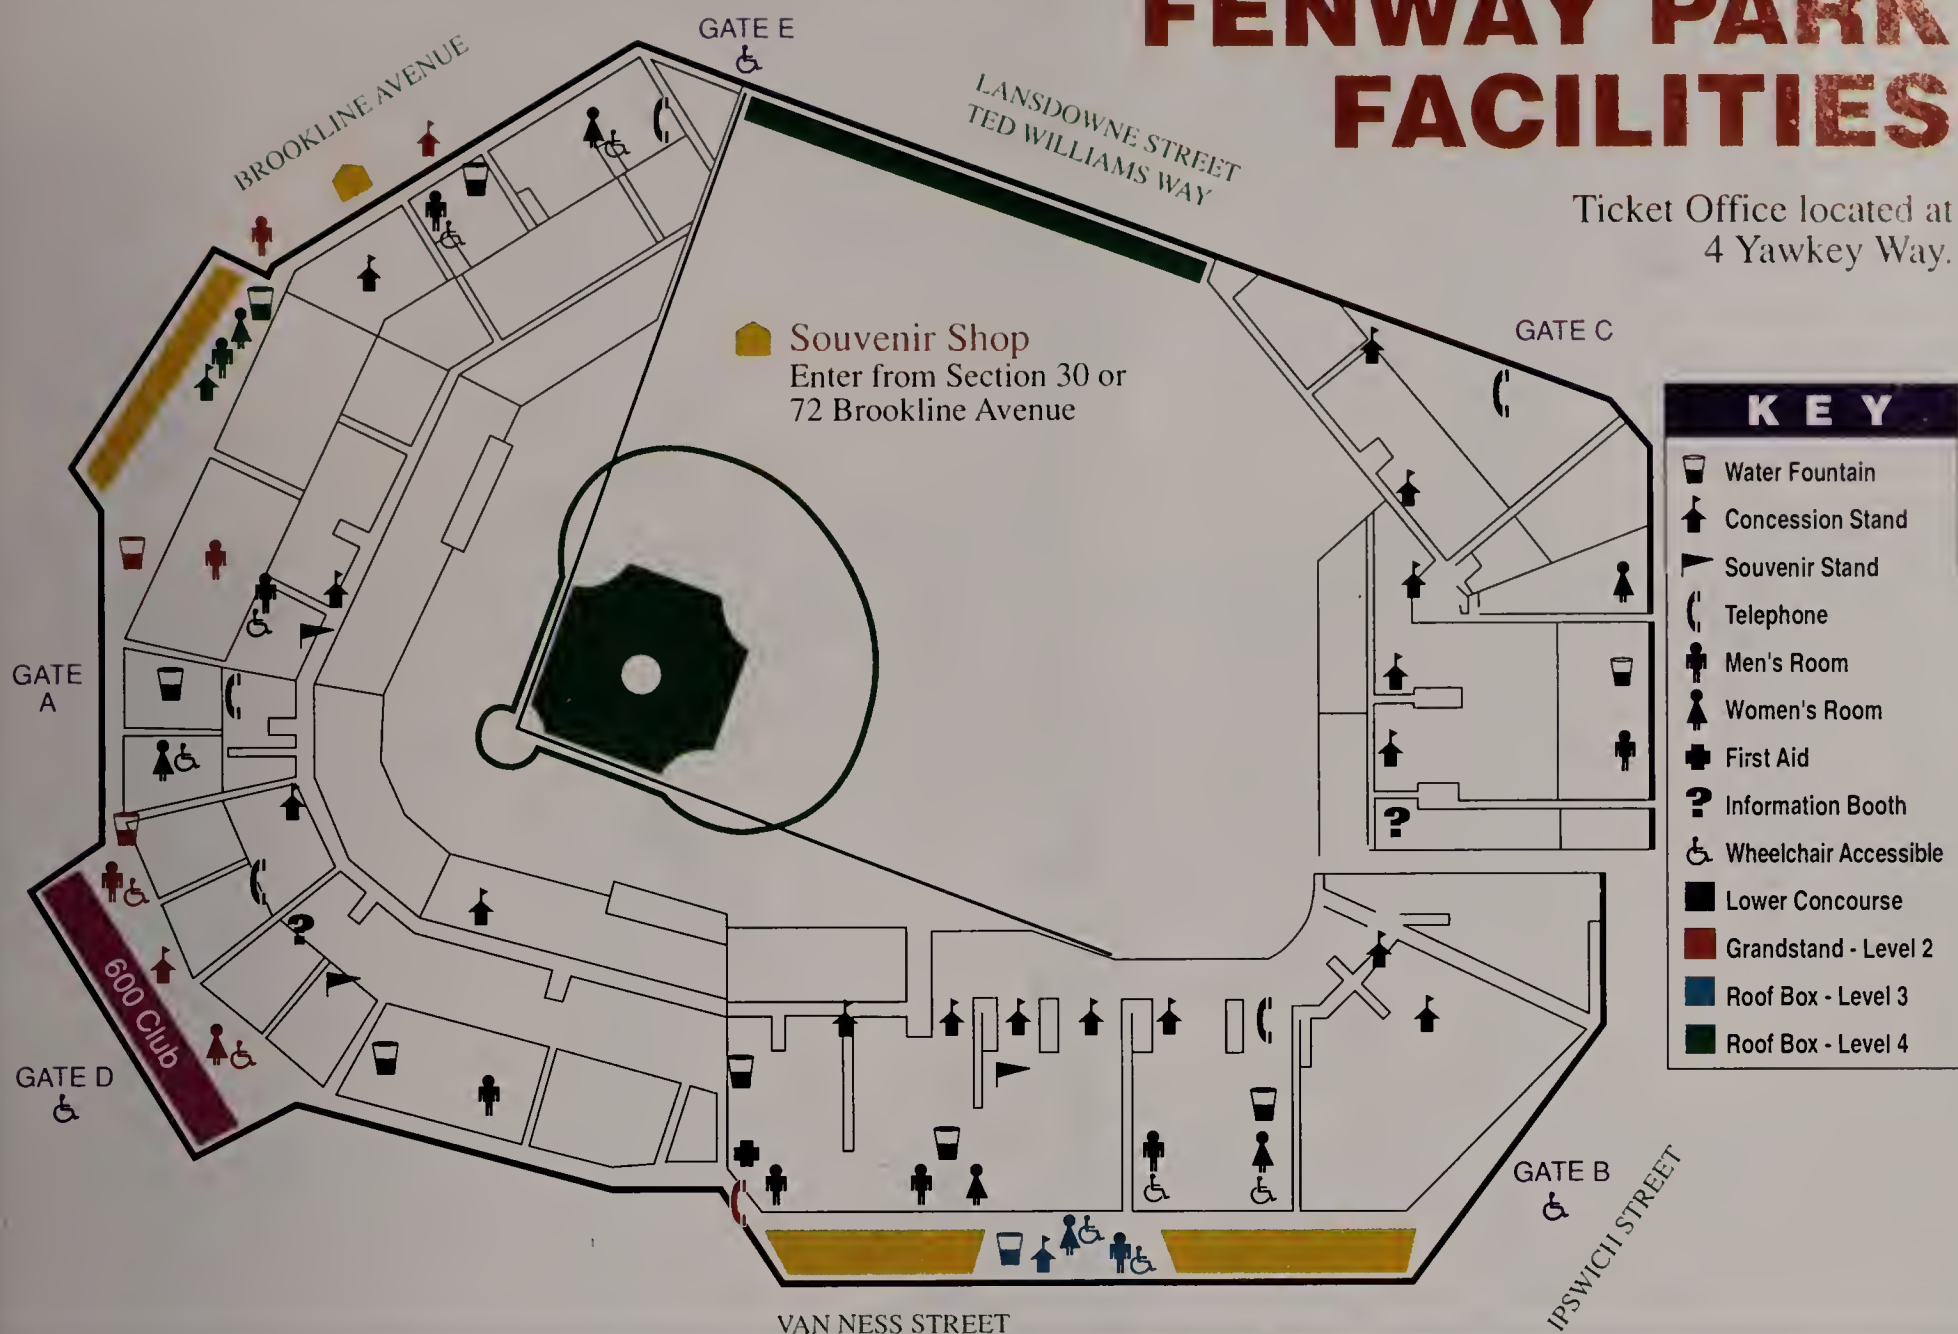 FENWAY PARK
FACILITIES
Ticket Office located at
4 Yawkey Way.
GATE E
BROOKLINE AVENUE
LANSDOWNE STREET
TED WILLIAMS WAY
GATE C
Souvenir Shop
Enter from Section 30 or
72 Brookline Avenue
KEY
Water Fountain
Concession Stand
Souvenir Stand
Telephone
Men's Room
Women's Room
First Aid
? Information Booth
Wheelchair Accessible
Lower Concourse
Grandstand - Level 2
Roof Box - Level 3
Roof Box - Level 4
GATE
A
?
?
600 Club
GATE D
GATE B
IPSWICH STREET
VAN NESS STREET